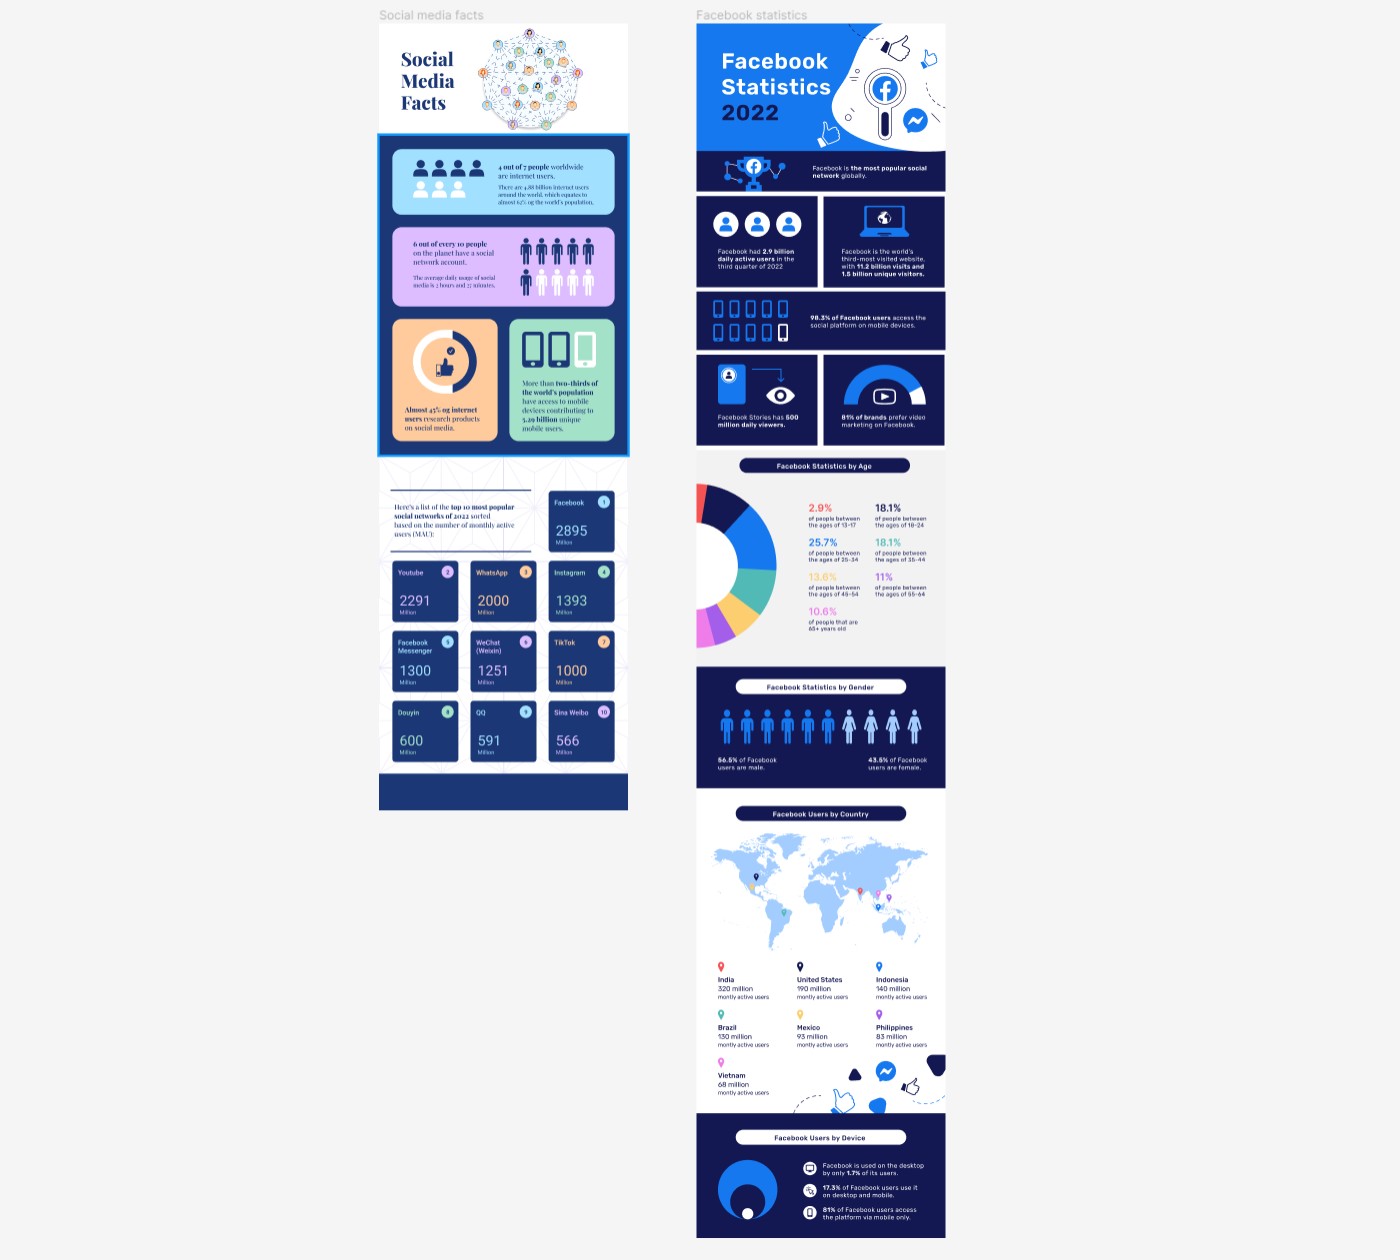 Social media facts
Social
Media
Facts
4 out of 7 people worldwide
are internet users.
There are 4.88 billion internet users
around the world, which equates to
almost 62% og the world's population.
6 out of every 10 people
on the planet have a social
network account.
The average daily usage of social
media is 2 hours and 27 minutes.
Almost 45% og internet
users research products
on social media.
More than two-thirds of
the world's population
have access to mobile
devices contributing to
5.29 billion unique
mobile users.
Here's a list of the top 10 most popular
social networks of 2022 sorted
based on the number of monthly active
users (MAU):
Facebook
1
2895
Million
Youtube
2
2291
Million
WhatsApp
3
2000
Million
Instagram
4
1393
Million
Facebook
Messenger
5
1300
Million
WeChat
(Weixin)
6
1251
Million
TikTok
7
1000
Million
Douyin
8
600
Million
QQ
9
591
Million
Sina Weibo
10
566
Million
Facebook statistics
Facebook
Statistics
2022
Facebook is the most popular social
network globally.
Facebook had 2.9 billion
daily active users in the
third quarter of 2022
Facebook is the world's
third-most visited website,
with 11.2 billion visits and
1.5 billion unique visitors.
98.3% of Facebook users access the
social platform on mobile devices.
Facebook Stories has 500
million daily viewers.
81% of brands prefer video
marketing on Facebook.
Facebook Statistics by Age
2.9%
of people between
the ages of 13-17
18.1%
of people between
the ages of 18-24
25.7%
of people between
the ages of 25-34
18.1%
of people between
the ages of 35-44
13.6%
of people between
the ages of 45-54
11%
of people between
the ages of 55-64
10.6%
of people that are
65+ years old
Facebook Statistics by Gender
56.5% of Facebook
users are male.
43.5% of Facebook
users are female.
Facebook Users by Country
India
320 million
montly active users
United States
190 million
montly active users
Indonesia
140 million
montly active users
Brazil
130 million
montly active users
Mexico
93 million
montly active users
Philippines
83 million
montly active users
Vietnam
68 million
montly active users
Facebook Users by Device
Facebook is used on the desktop
by only 1.7% of its users.
17.3% of Facebook users use it
on desktop and mobile.
81% of Facebook users access
the platform via mobile only.